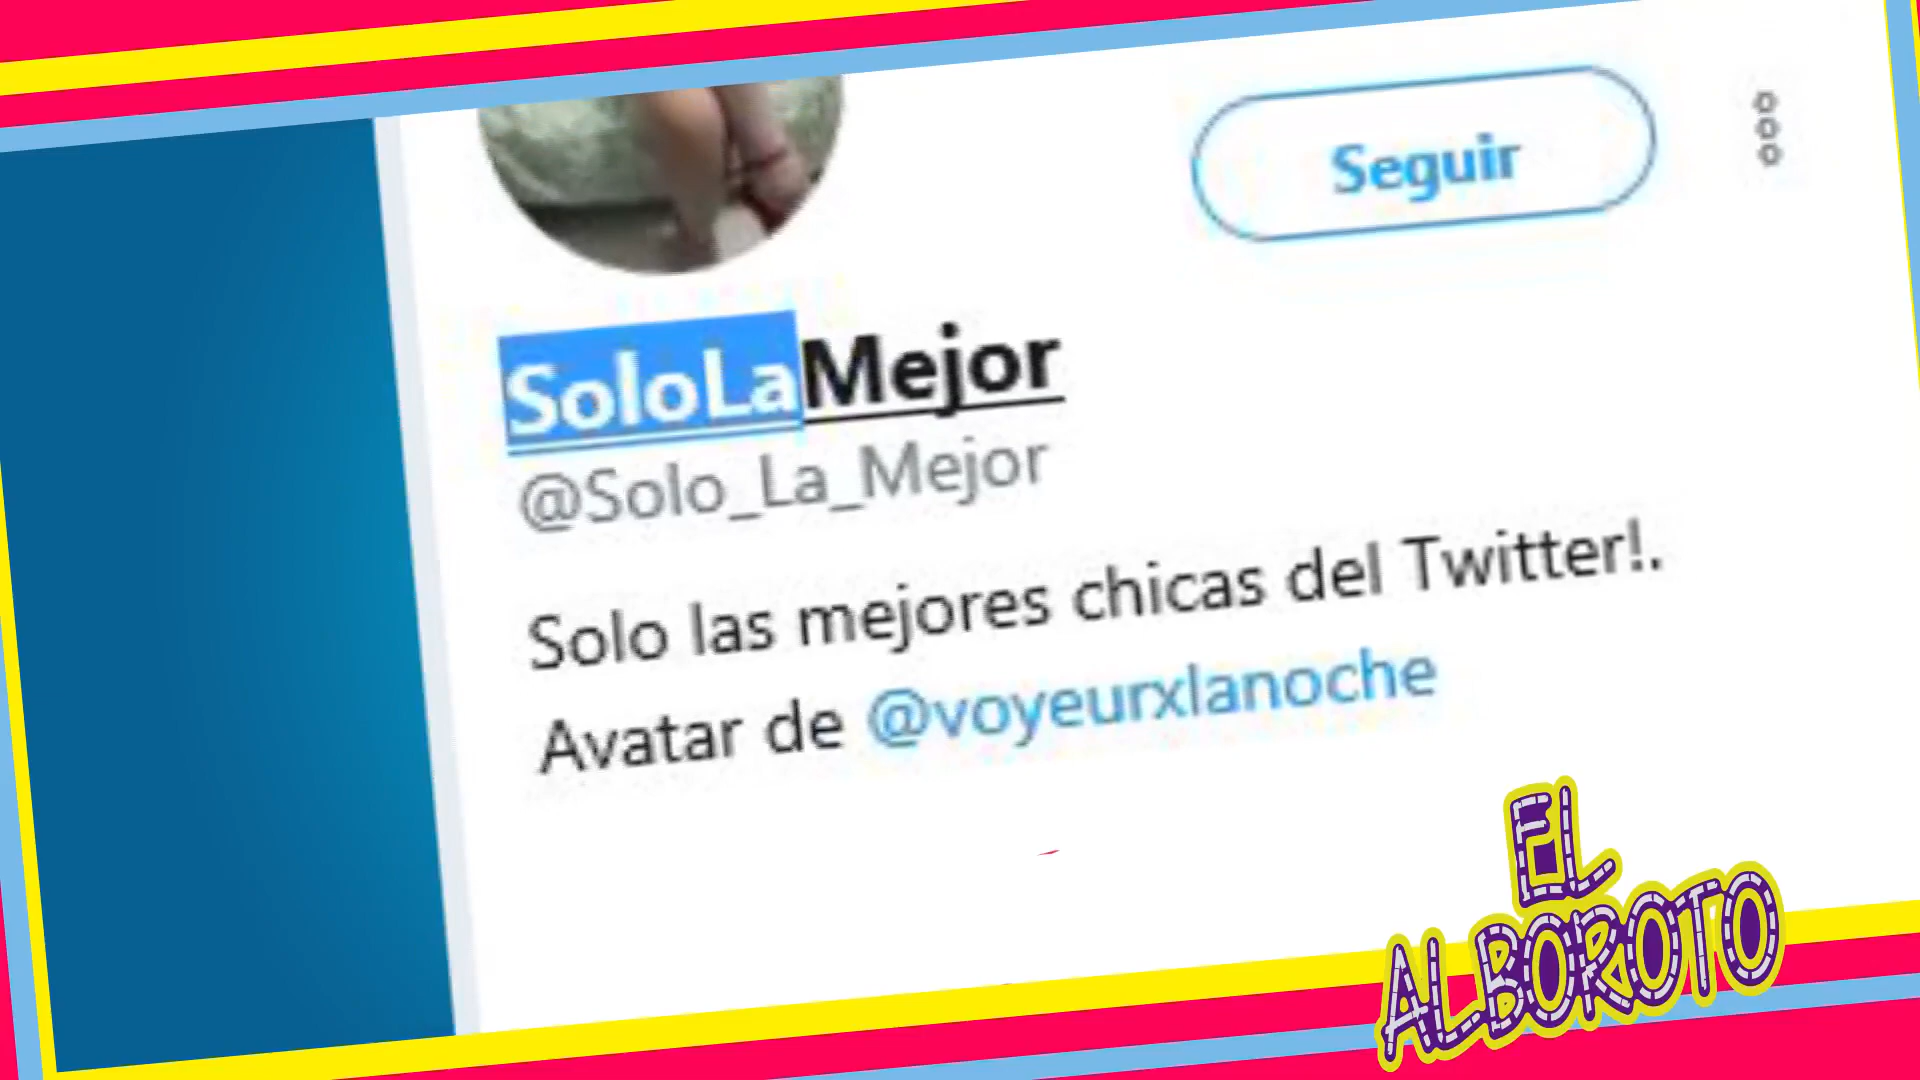 Seguir
SoloLaMejor
@Solo_La_Mejor
Solo las mejores chicas del Twitter!.
Avatar de @voyeurxlanoche
EL
ALBOROTO